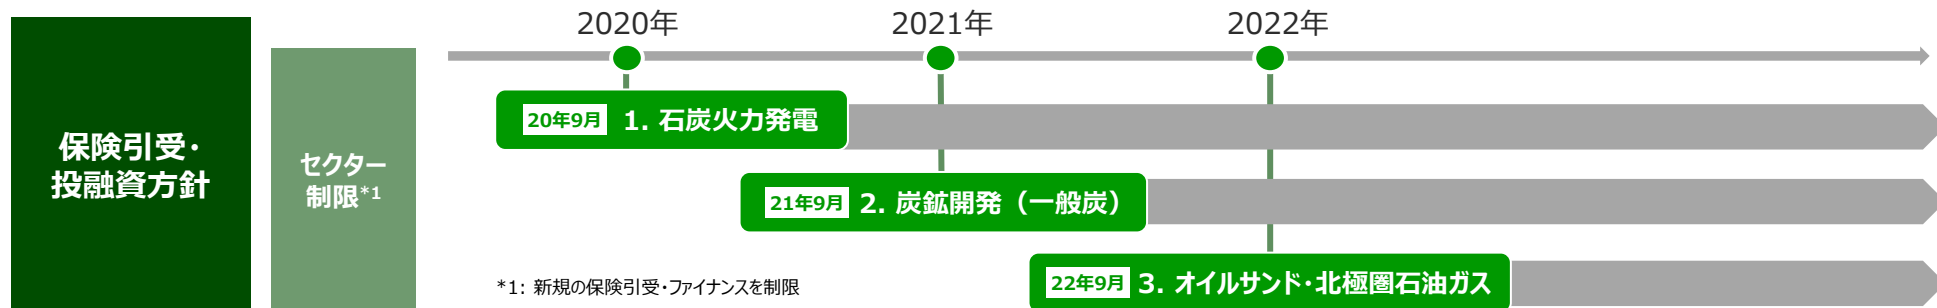 保険引受・
投融資方針
セクター
制限*1
2020年
2021年
2022年
20年9月 1. 石炭火力発電
21年9月 2. 炭鉱開発（一般炭）
22年9月 3. オイルサンド・北極圏石油ガス
*1: 新規の保険引受・ファイナンスを制限